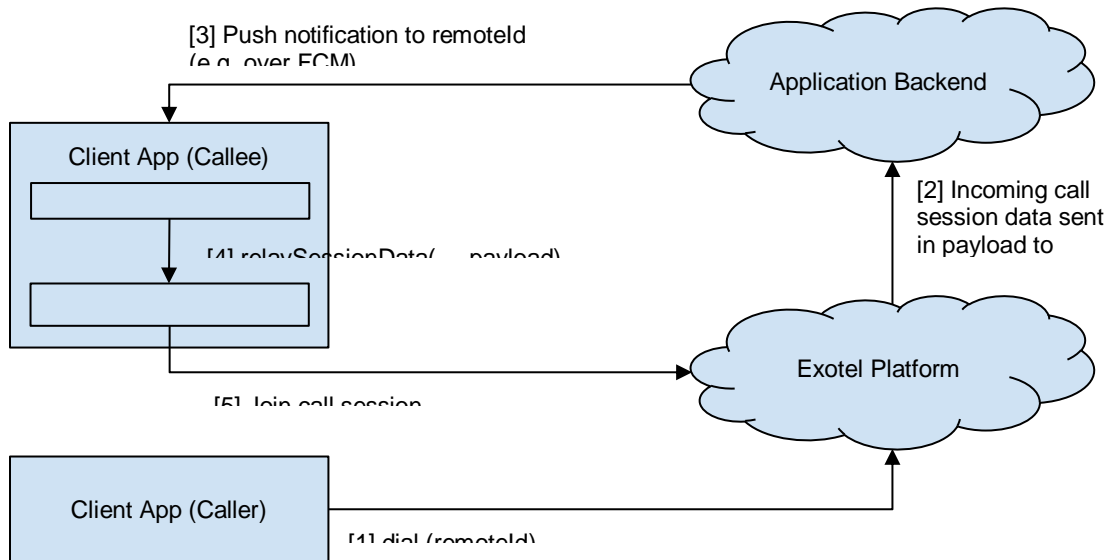 [3] Push notification to remoteId
(e.g. over FCM)
Application Backend
Client App (Callee)
[2] Incoming call
session data sent
in payload to
[4] relaySessionData(... payload)
Exotel Platform
[5] Join call session
Client App (Caller)
[1] dial (remoteId)